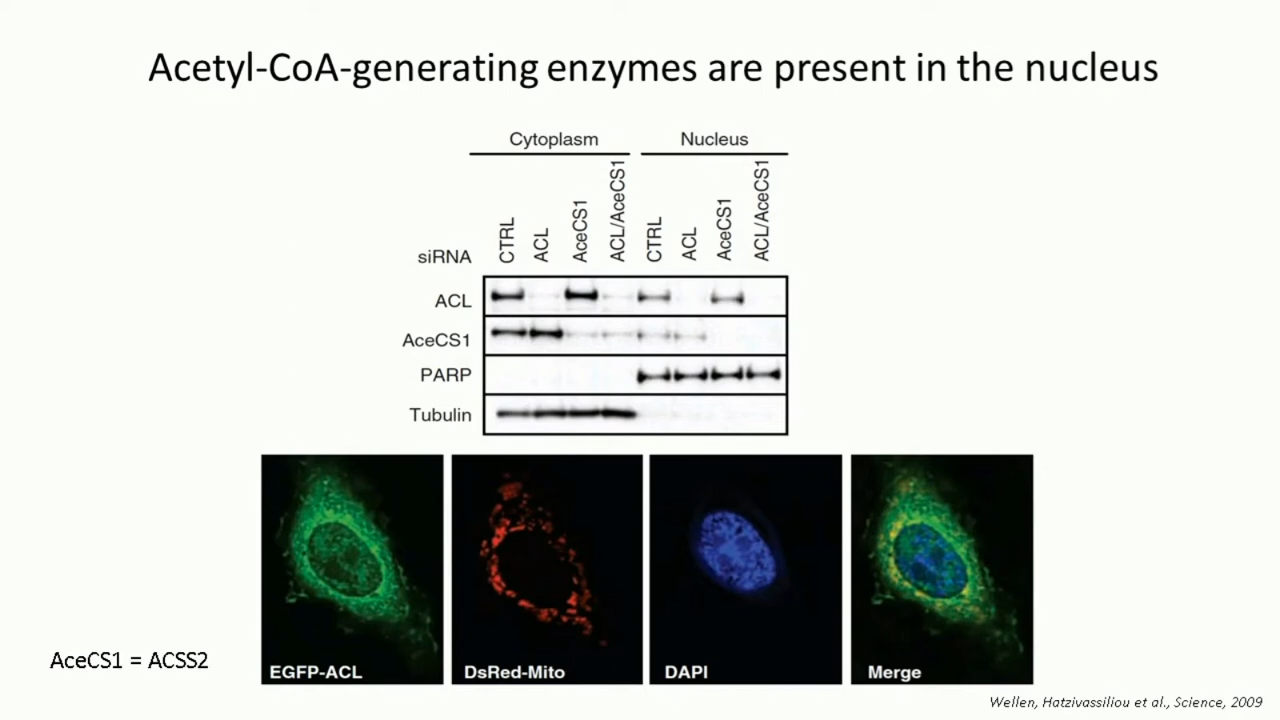 Acetyl-CoA-generating enzymes are present in the nucleus
Cytoplasm Nucleus
siRNA CTRL ACL AceCS1 ACL/AceCS1 CTRL ACL AceCS1 ACL/AceCS1
ACL
AceCS1
PARP
Tubulin
EGFP-ACL DsRed-Mito DAPI Merge
AceCS1 = ACSS2
Wellen, Hatzivassiliou et al., Science, 2009